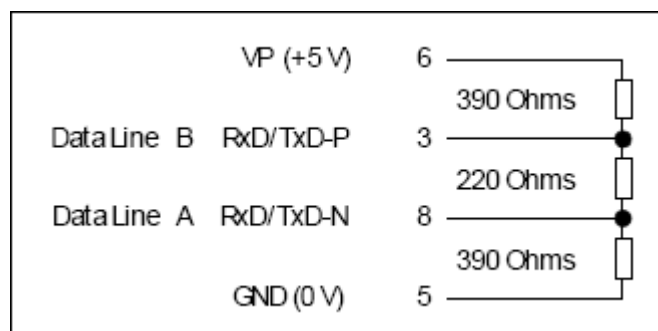 VP (+5 V) 6
390 Ohms
Data Line B RxD/TxD-P 3
220 Ohms
Data Line A RxD/TxD-N 8
390 Ohms
GND (0 V) 5